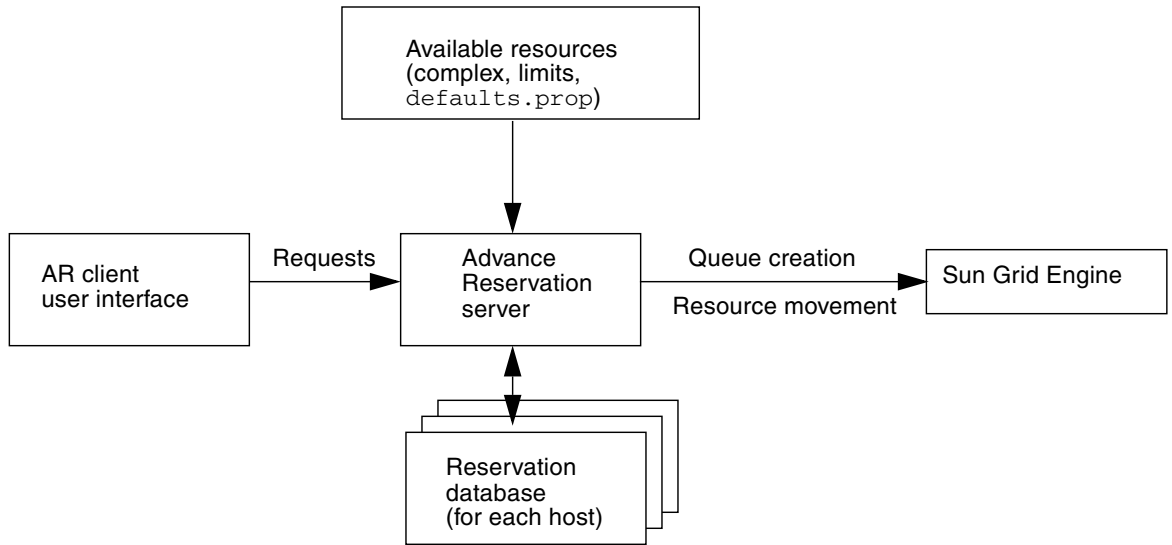 Available resources
(complex, limits,
defaults.prop)
AR client
user interface
Requests
Advance
Reservation
server
Queue creation
Resource movement
Sun Grid Engine
Reservation
database
(for each host)